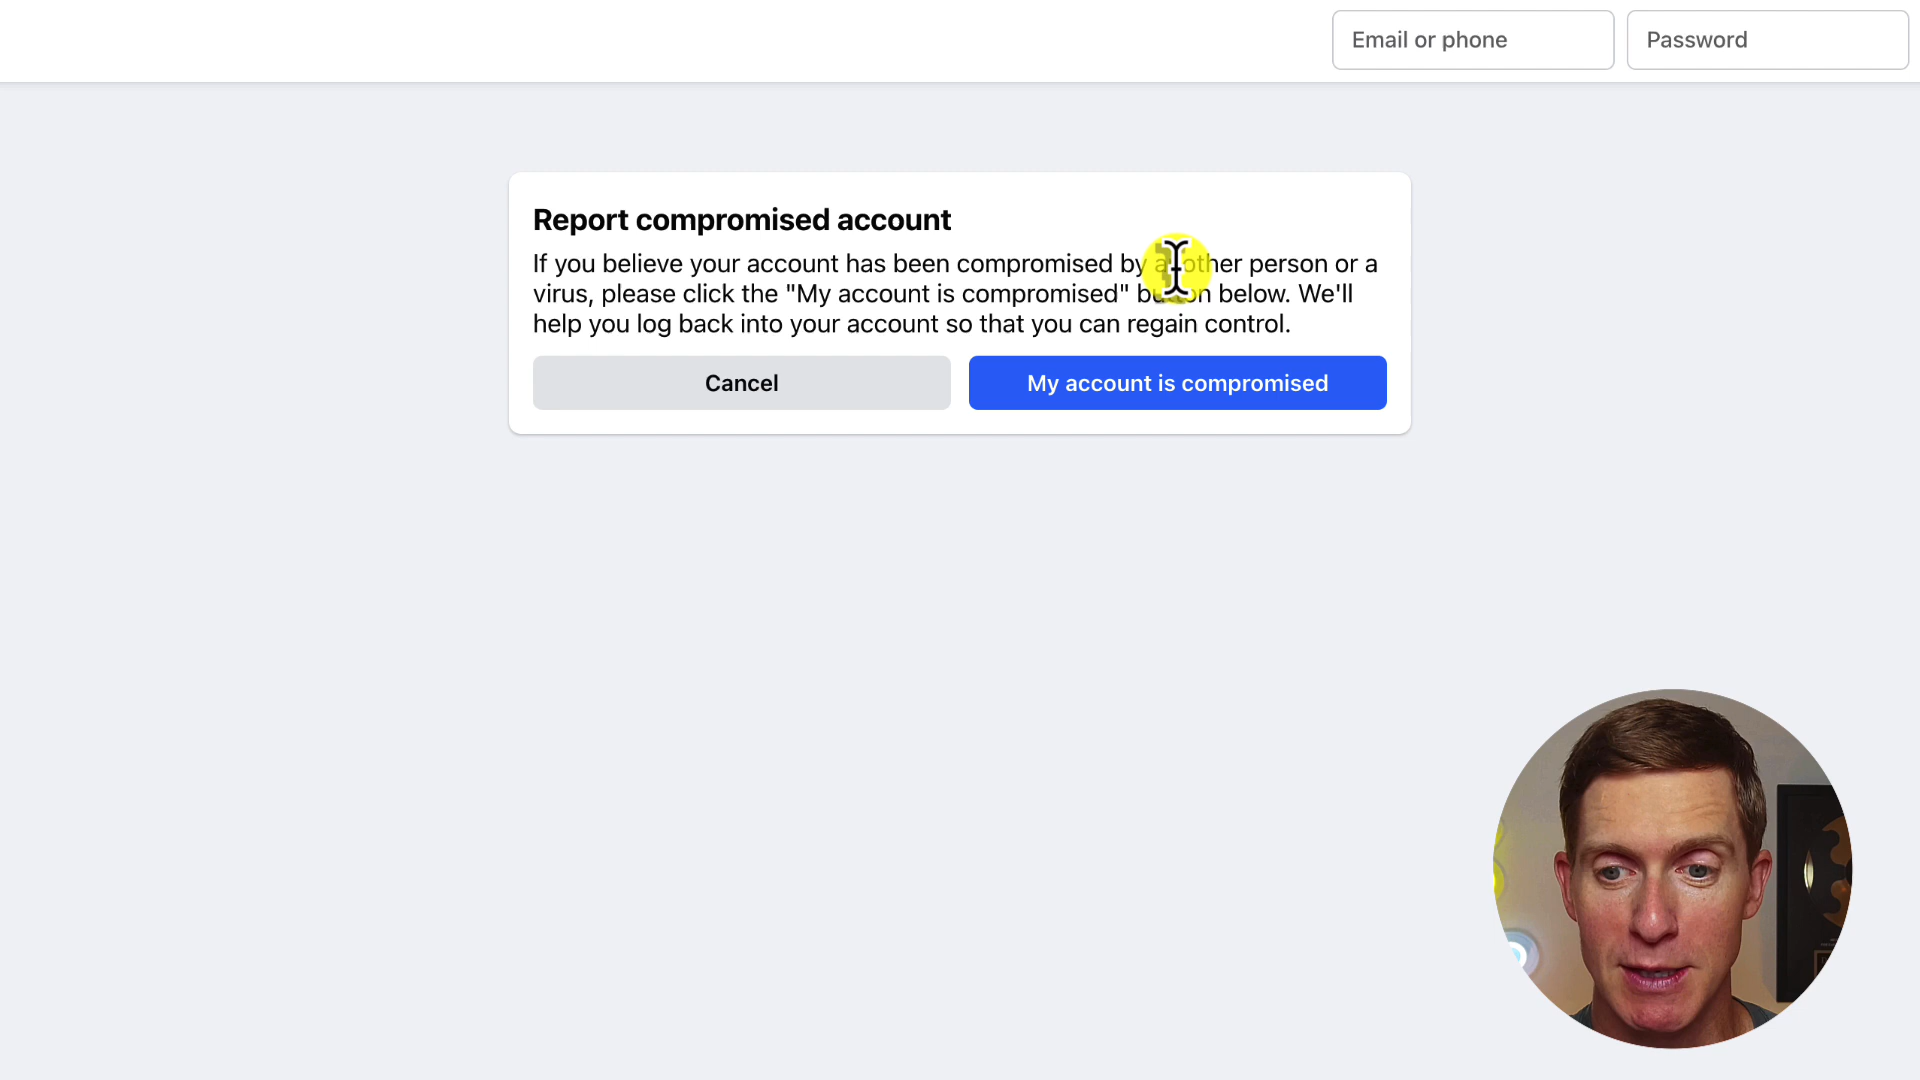 Email or phone
Password
Report compromised account
If you believe your account has been compromised by another person or a
virus, please click the "My account is compromised" button below. We'll
help you log back into your account so that you can regain control.
Cancel
My account is compromised